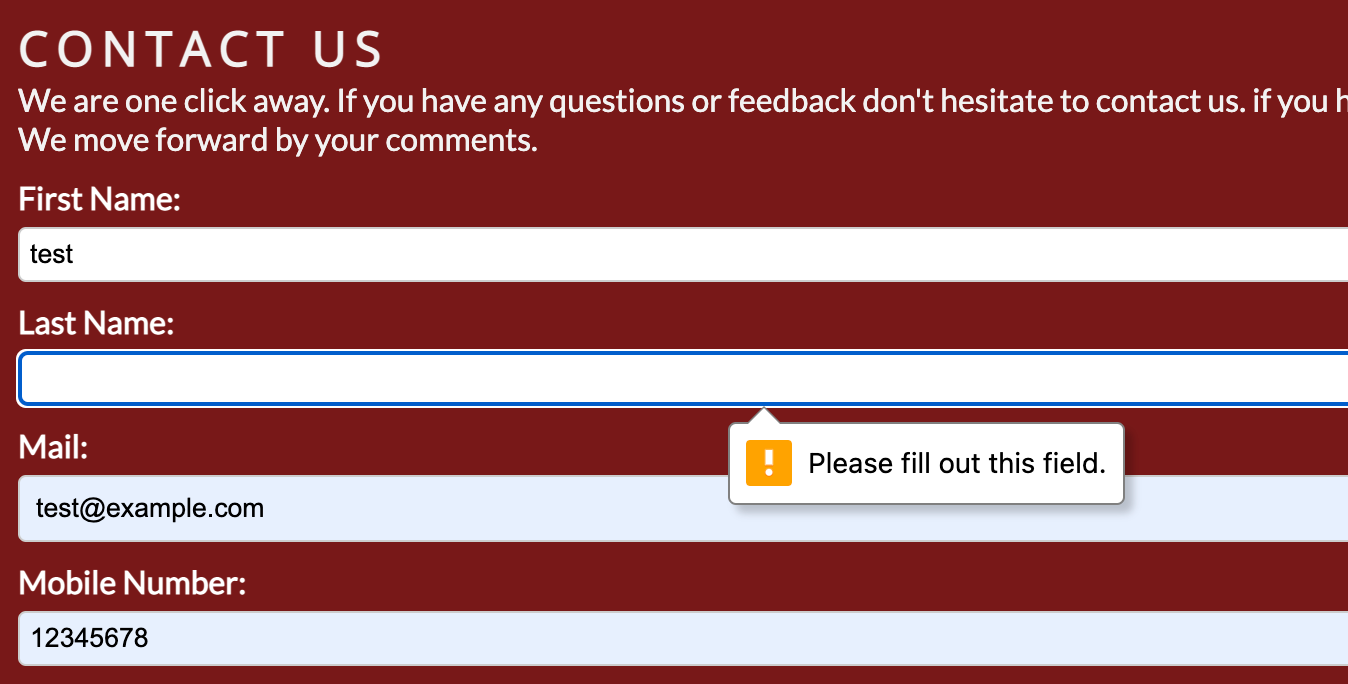 CONTACT US
We are one click away. If you have any questions or feedback don't hesitate to contact us. if you
We move forward by your comments.
First Name:
test
Last Name:
Please fill out this field.
Mail:
test@example.com
Mobile Number:
12345678